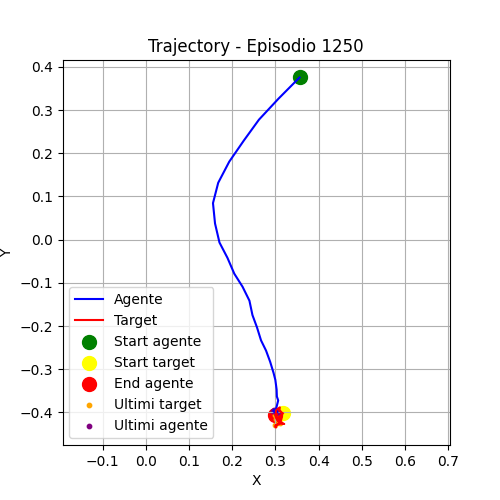 Trajectory - Episodio 1250
0.4
0.3
0.2
0.1
0.0
−0.1
−0.2
−0.3
−0.4
Y
Agente
Target
Start agente
Start target
End agente
Ultimi target
Ultimi agente
−0.1 0.0 0.1 0.2 0.3 0.4 0.5 0.6 0.7
X